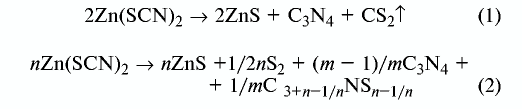 2Zn(SCN)₂ → 2ZnS + C₃N₄ + CS₂↑ (1)
nZn(SCN)₂ → nZnS +1/2nS₂ + (m − 1)/mC₃N₄ +
+ 1/mC ₃₊ₙ₋₁/ₙNSₙ₋₁/ₙ (2)